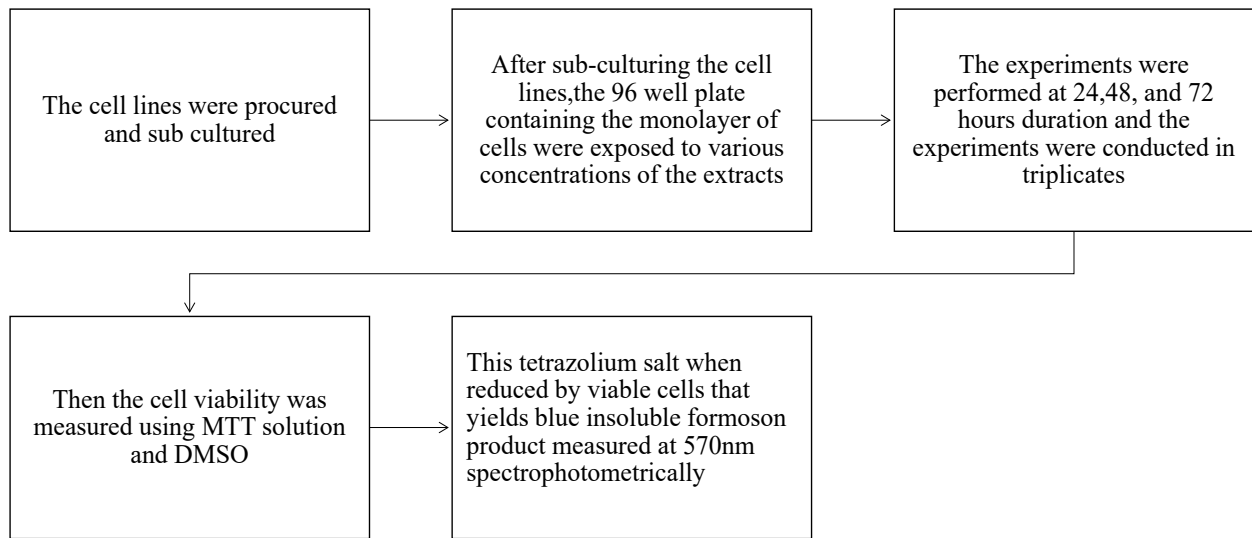 The cell lines were procured
and sub cultured
After sub-culturing the cell
lines,the 96 well plate
containing the monolayer of
cells were exposed to various
concentrations of the extracts
The experiments were
performed at 24,48, and 72
hours duration and the
experiments were conducted in
triplicates
Then the cell viability was
measured using MTT solution
and DMSO
This tetrazolium salt when
reduced by viable cells that
yields blue insoluble formoson
product measured at 570nm
spectrophotometrically